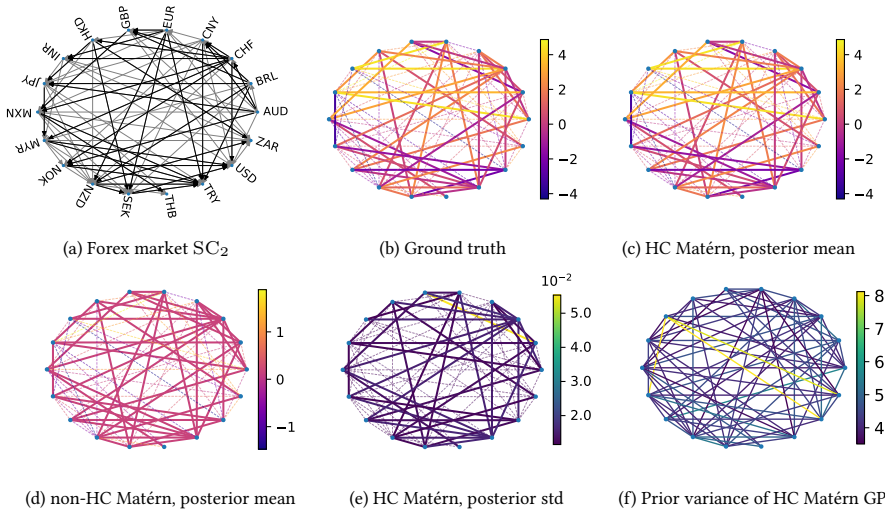 GBP
EUR
HKD
CNY
INR
CHF
JPY
BRL
MXN
AUD
MYR
ZAR
NOK
USD
NZD
SEK
THB
TRY
4
2
0
−2
−4
4
2
0
−2
−4
(a) Forex market SC₂
(b) Ground truth
(c) HC Matérn, posterior mean
1
0
−1
10⁻²
5.0
4.0
3.0
2.0
8
7
6
5
4
(d) non-HC Matérn, posterior mean
(e) HC Matérn, posterior std
(f) Prior variance of HC Matérn GP